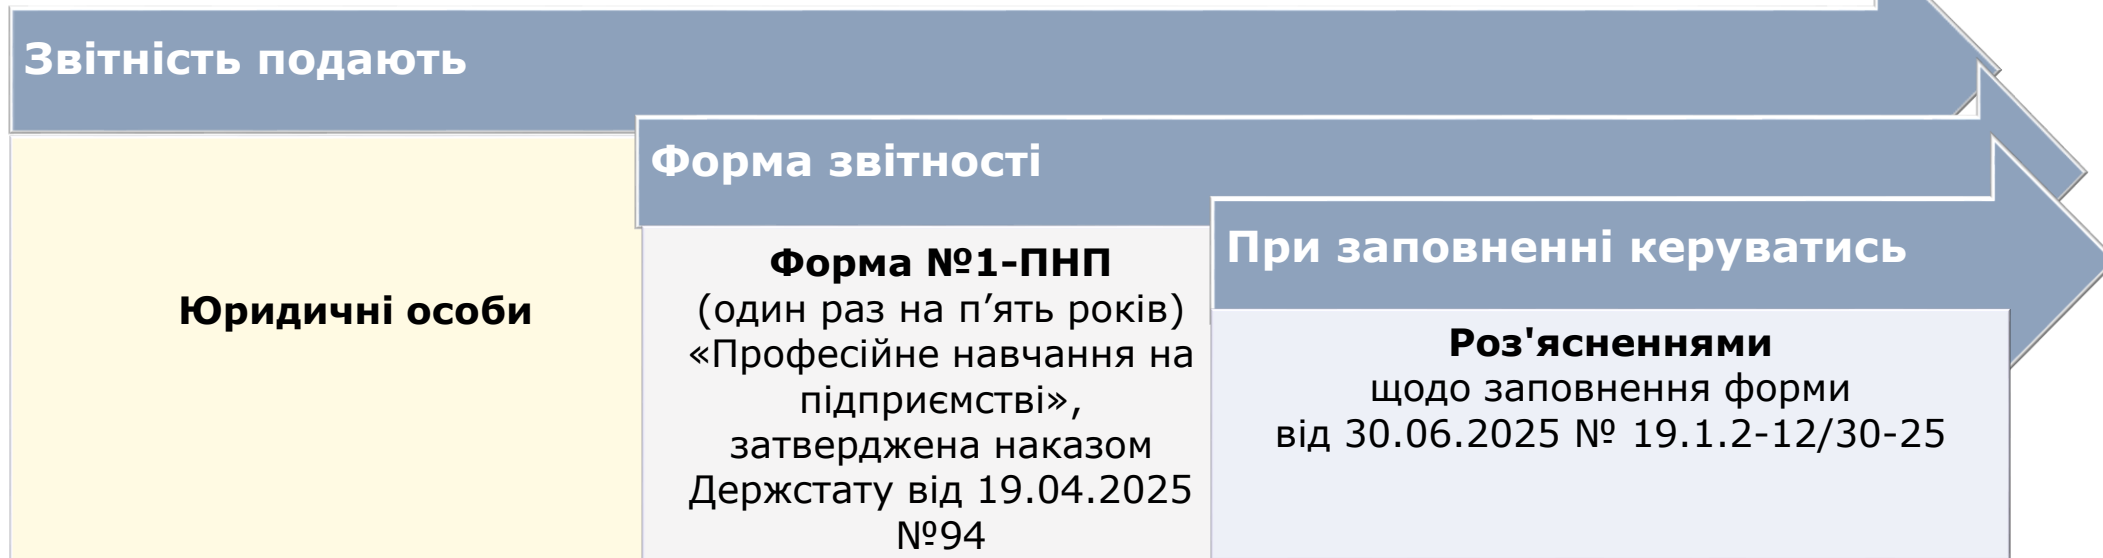 Звітність подають
Юридичні особи
Форма звітності
Форма №1-ПНП
(один раз на п’ять років)
«Професійне навчання на
підприємстві»,
затверджена наказом
Держстату від 19.04.2025
№94
При заповненні керуватись
Роз'ясненнями
щодо заповнення форми
від 30.06.2025 № 19.1.2-12/30-25